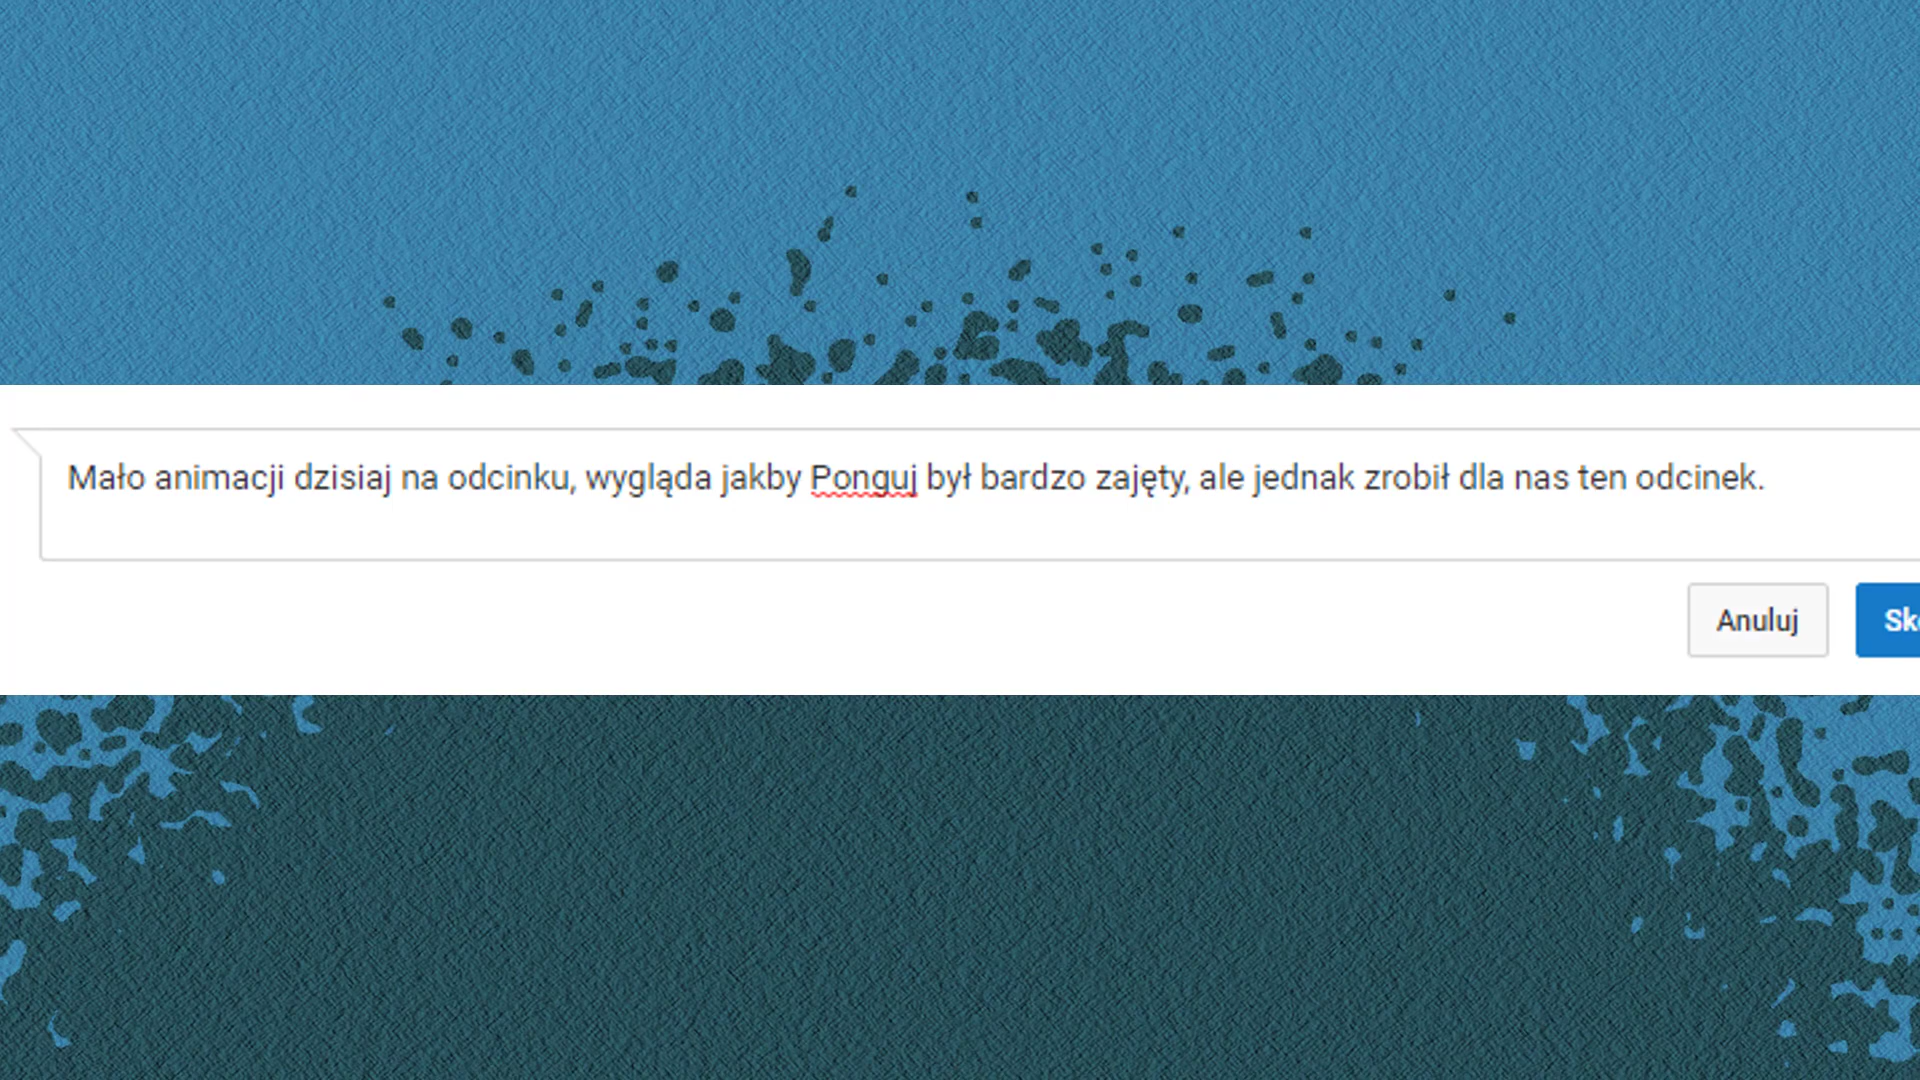 Mało animacji dzisiaj na odcinku, wygląda jakby Ponguj był bardzo zajęty, ale jednak zrobił dla nas ten odcinek.
Anuluj